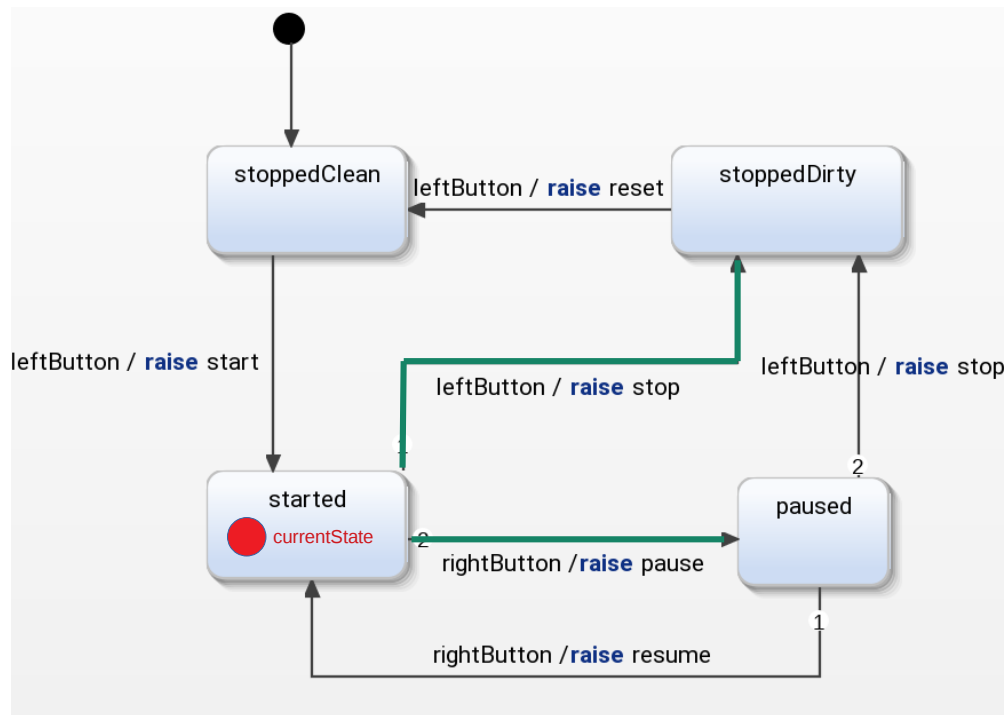 stoppedClean
stoppedDirty
leftButton / raise reset
leftButton / raise start
leftButton / raise stop
leftButton / raise stop
1
2
started
currentState
2
paused
rightButton /raise pause
1
rightButton /raise resume